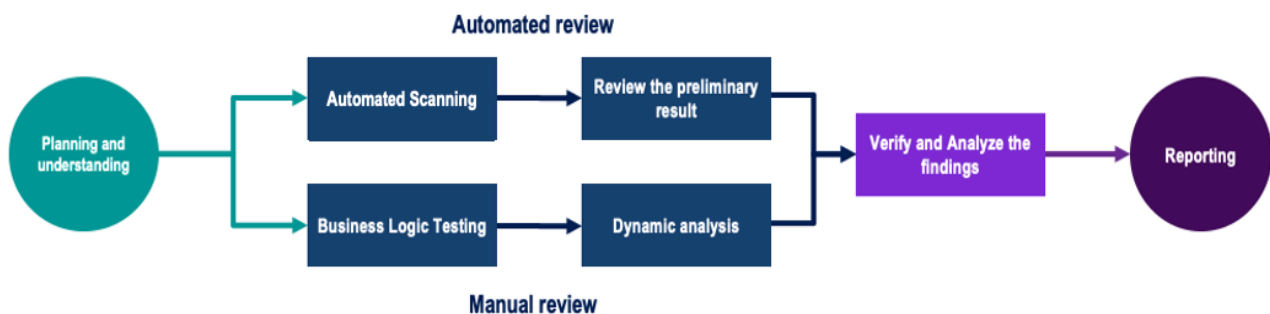 Automated review
Planning and
understanding
Automated Scanning
Review the preliminary
result
Business Logic Testing
Dynamic analysis
Verify and Analyze the
findings
Reporting
Manual review